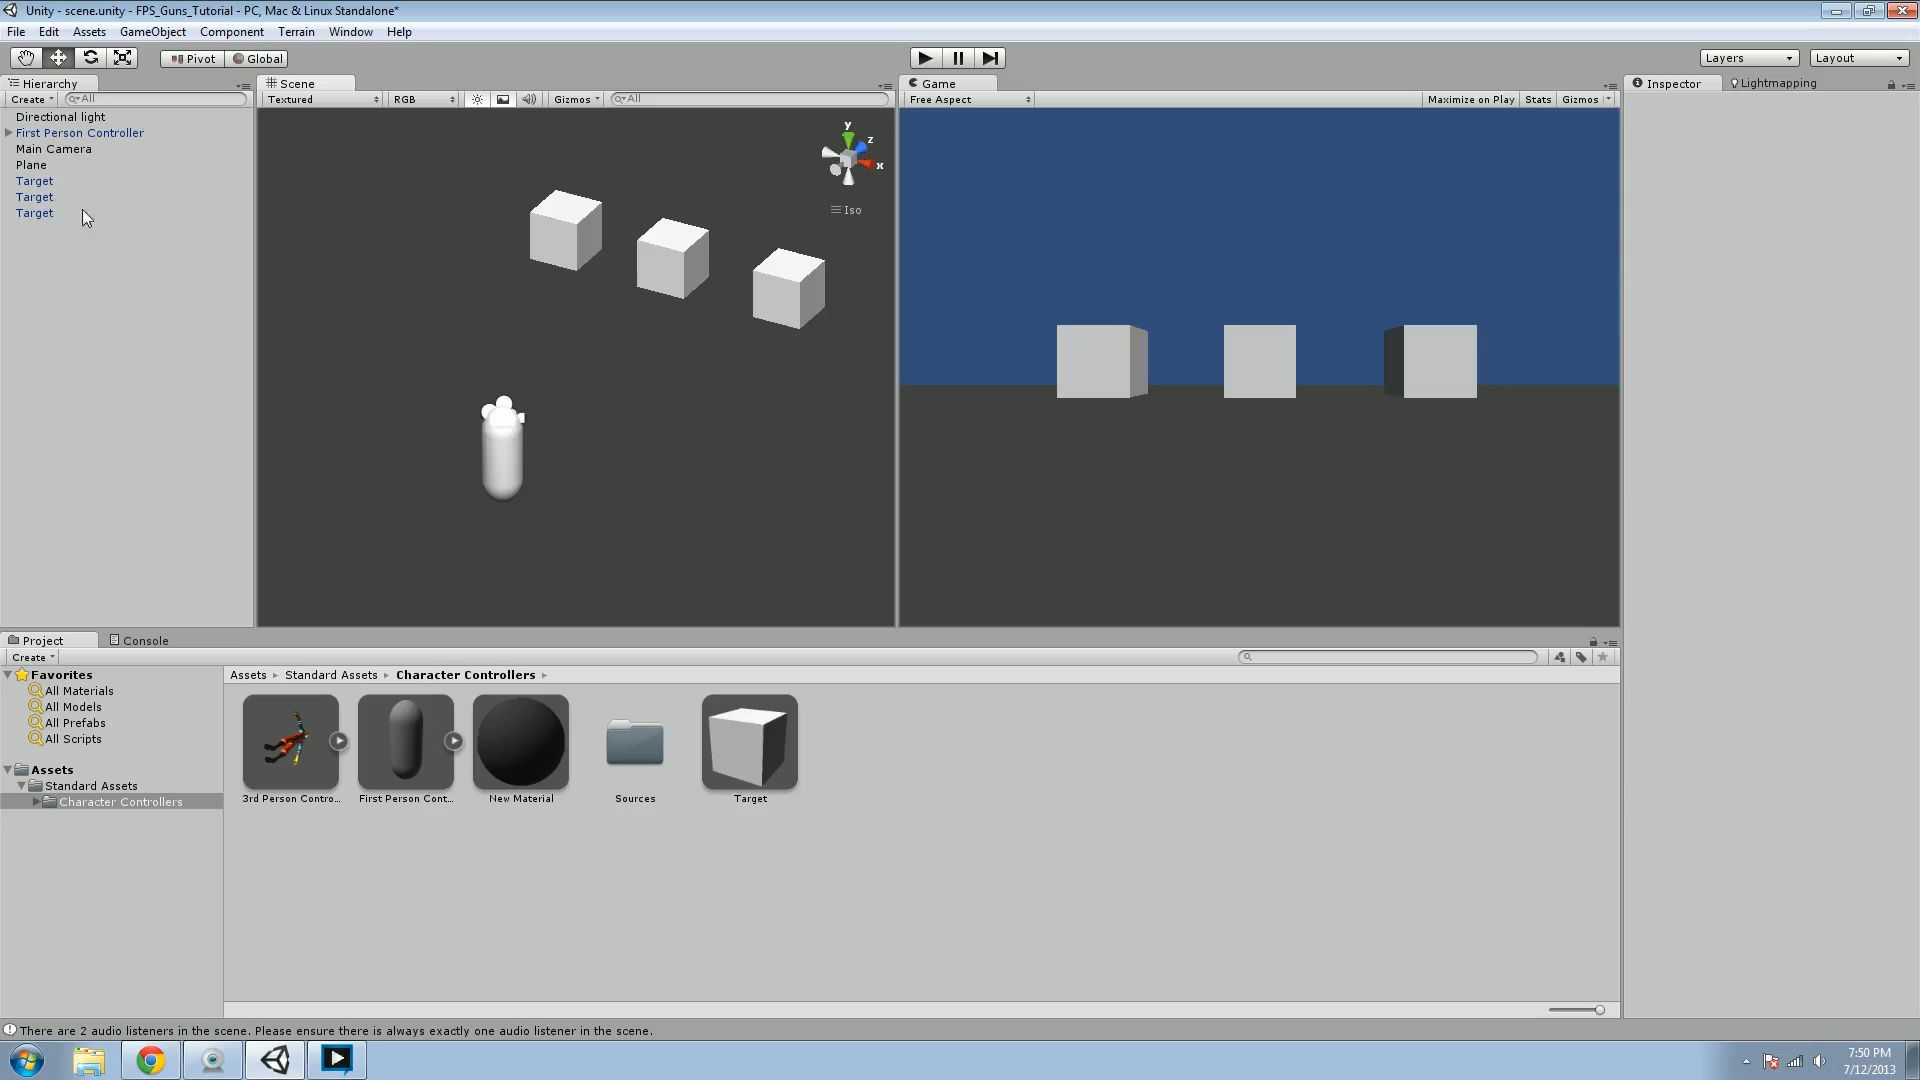 Unity - scene.unity - FPS_Guns_Tutorial - PC, Mac & Linux Standalone*
File Edit Assets GameObject Component Terrain Window Help
Pivot Global Layers Layout
Hierarchy
Create All
Directional light
First Person Controller
Main Camera
Plane
Target
Target
Target
Scene
Textured RGB Gizmos All
y
z
x
Iso
Game
Free Aspect Maximize on Play Stats Gizmos
Inspector Lightmapping
Project Console
Create
Favorites
All Materials
All Models
All Prefabs
All Scripts
Assets
Standard Assets
Character Controllers
Assets Standard Assets Character Controllers
3rd Person Contro... First Person Cont... New Material Sources Target
There are 2 audio listeners in the scene. Please ensure there is always exactly one audio listener in the scene.
7:50 PM
7/12/2013